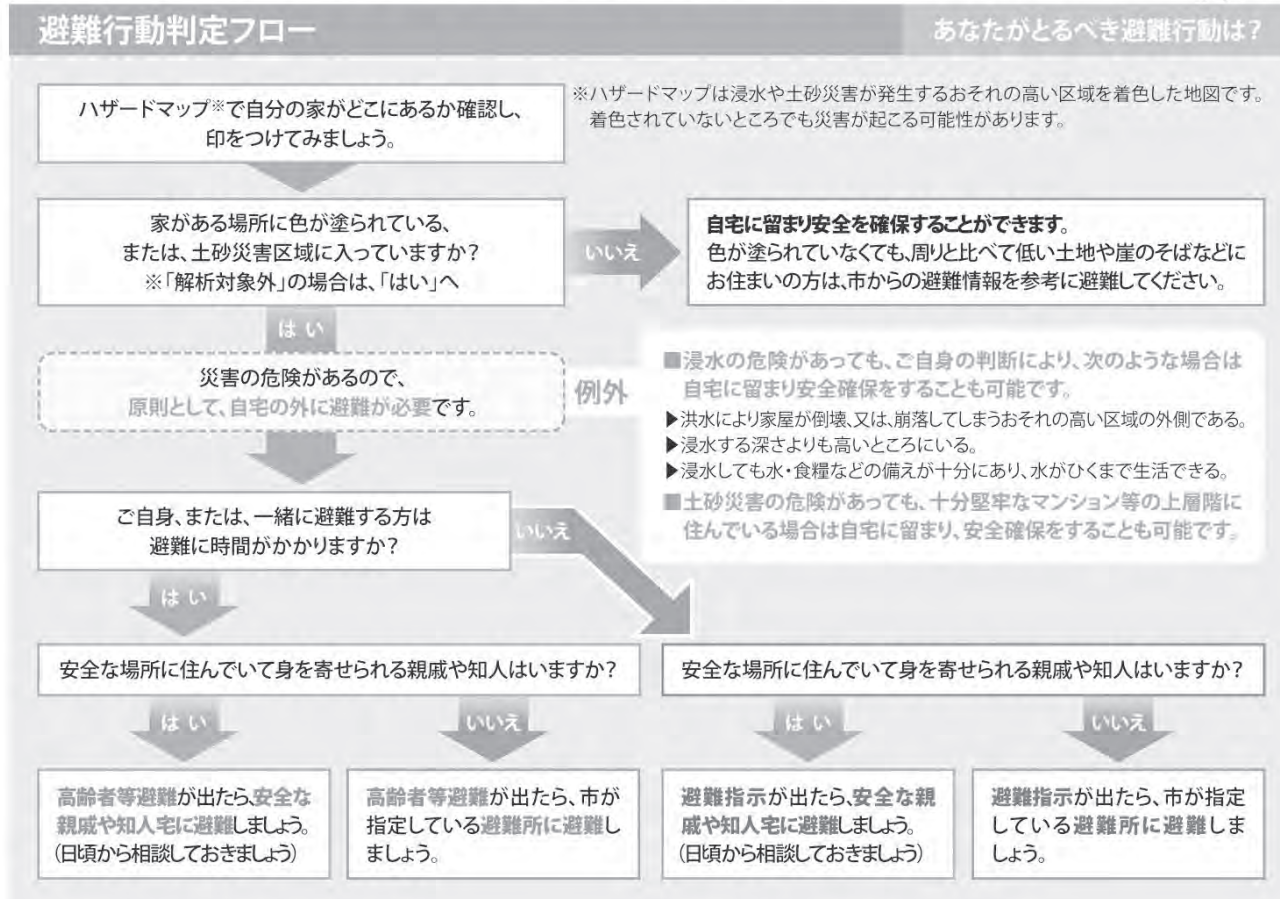 避難行動判定フロー
あなたがとるべき避難行動は?
ハザードマップ※で自分の家がどこにあるか確認し、
印をつけてみましょう。
※ハザードマップは浸水や土砂災害が発生するおそれの高い区域を着色した地図です。
着色されていないところでも災害が起こる可能性があります。
家がある場所に色が塗られている、
または、土砂災害区域に入っていますか?
※「解析対象外」の場合は、「はい」へ
いいえ
自宅に留まり安全を確保することができます。
色が塗られていなくても、周りと比べて低い土地や崖のそばなどに
お住まいの方は、市からの避難情報を参考に避難してください。
はい
災害の危険があるので、
原則として、自宅の外に避難が必要です。
例外
■浸水の危険があっても、ご自身の判断により、次のような場合は
自宅に留まり安全確保をすることも可能です。
▶洪水により家屋が倒壊、又は、崩落してしまうおそれの高い区域の外側である。
▶浸水する深さよりも高いところにいる。
▶浸水しても水・食糧などの備えが十分にあり、水がひくまで生活できる。
■土砂災害の危険があっても、十分堅牢なマンション等の上層階に
住んでいる場合は自宅に留まり、安全確保をすることも可能です。
ご自身、または、一緒に避難する方は
避難に時間がかかりますか?
いいえ
はい
安全な場所に住んでいて身を寄せられる親戚や知人はいますか?
安全な場所に住んでいて身を寄せられる親戚や知人はいますか?
はい
いいえ
はい
いいえ
高齢者等避難が出たら、安全な
親戚や知人宅に避難しましょう。
(日頃から相談しておきましょう)
高齢者等避難が出たら、市が
指定している避難所に避難し
ましょう。
避難指示が出たら、安全な親
戚や知人宅に避難しましょう。
(日頃から相談しておきましょう)
避難指示が出たら、市が指定
している避難所に避難しま
しょう。